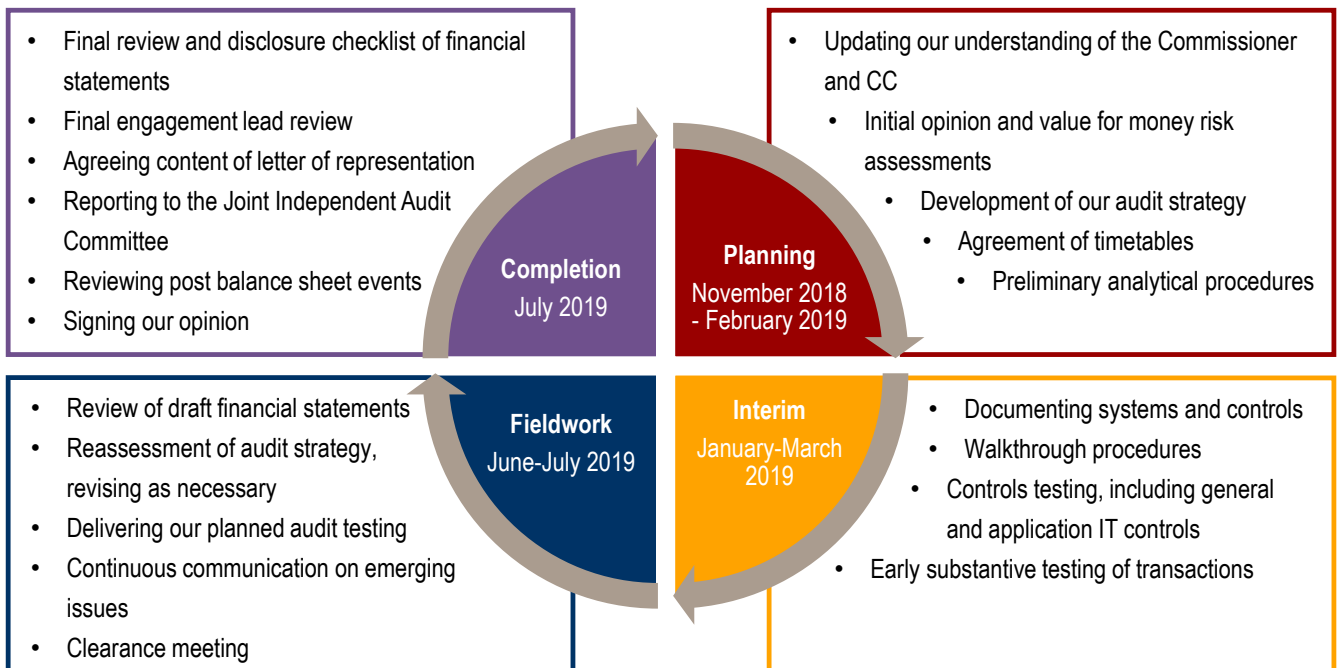 • Final review and disclosure checklist of financial
statements
• Final engagement lead review
• Agreeing content of letter of representation
• Reporting to the Joint Independent Audit
Committee
• Reviewing post balance sheet events
• Signing our opinion
Completion
July 2019
• Updating our understanding of the Commissioner
and CC
• Initial opinion and value for money risk
assessments
• Development of our audit strategy
• Agreement of timetables
• Preliminary analytical procedures
Planning
November 2018
- February 2019
• Review of draft financial statements
• Reassessment of audit strategy,
revising as necessary
• Delivering our planned audit testing
• Continuous communication on emerging
issues
• Clearance meeting
Fieldwork
June-July 2019
Interim
January-March
2019
• Documenting systems and controls
• Walkthrough procedures
• Controls testing, including general
and application IT controls
• Early substantive testing of transactions